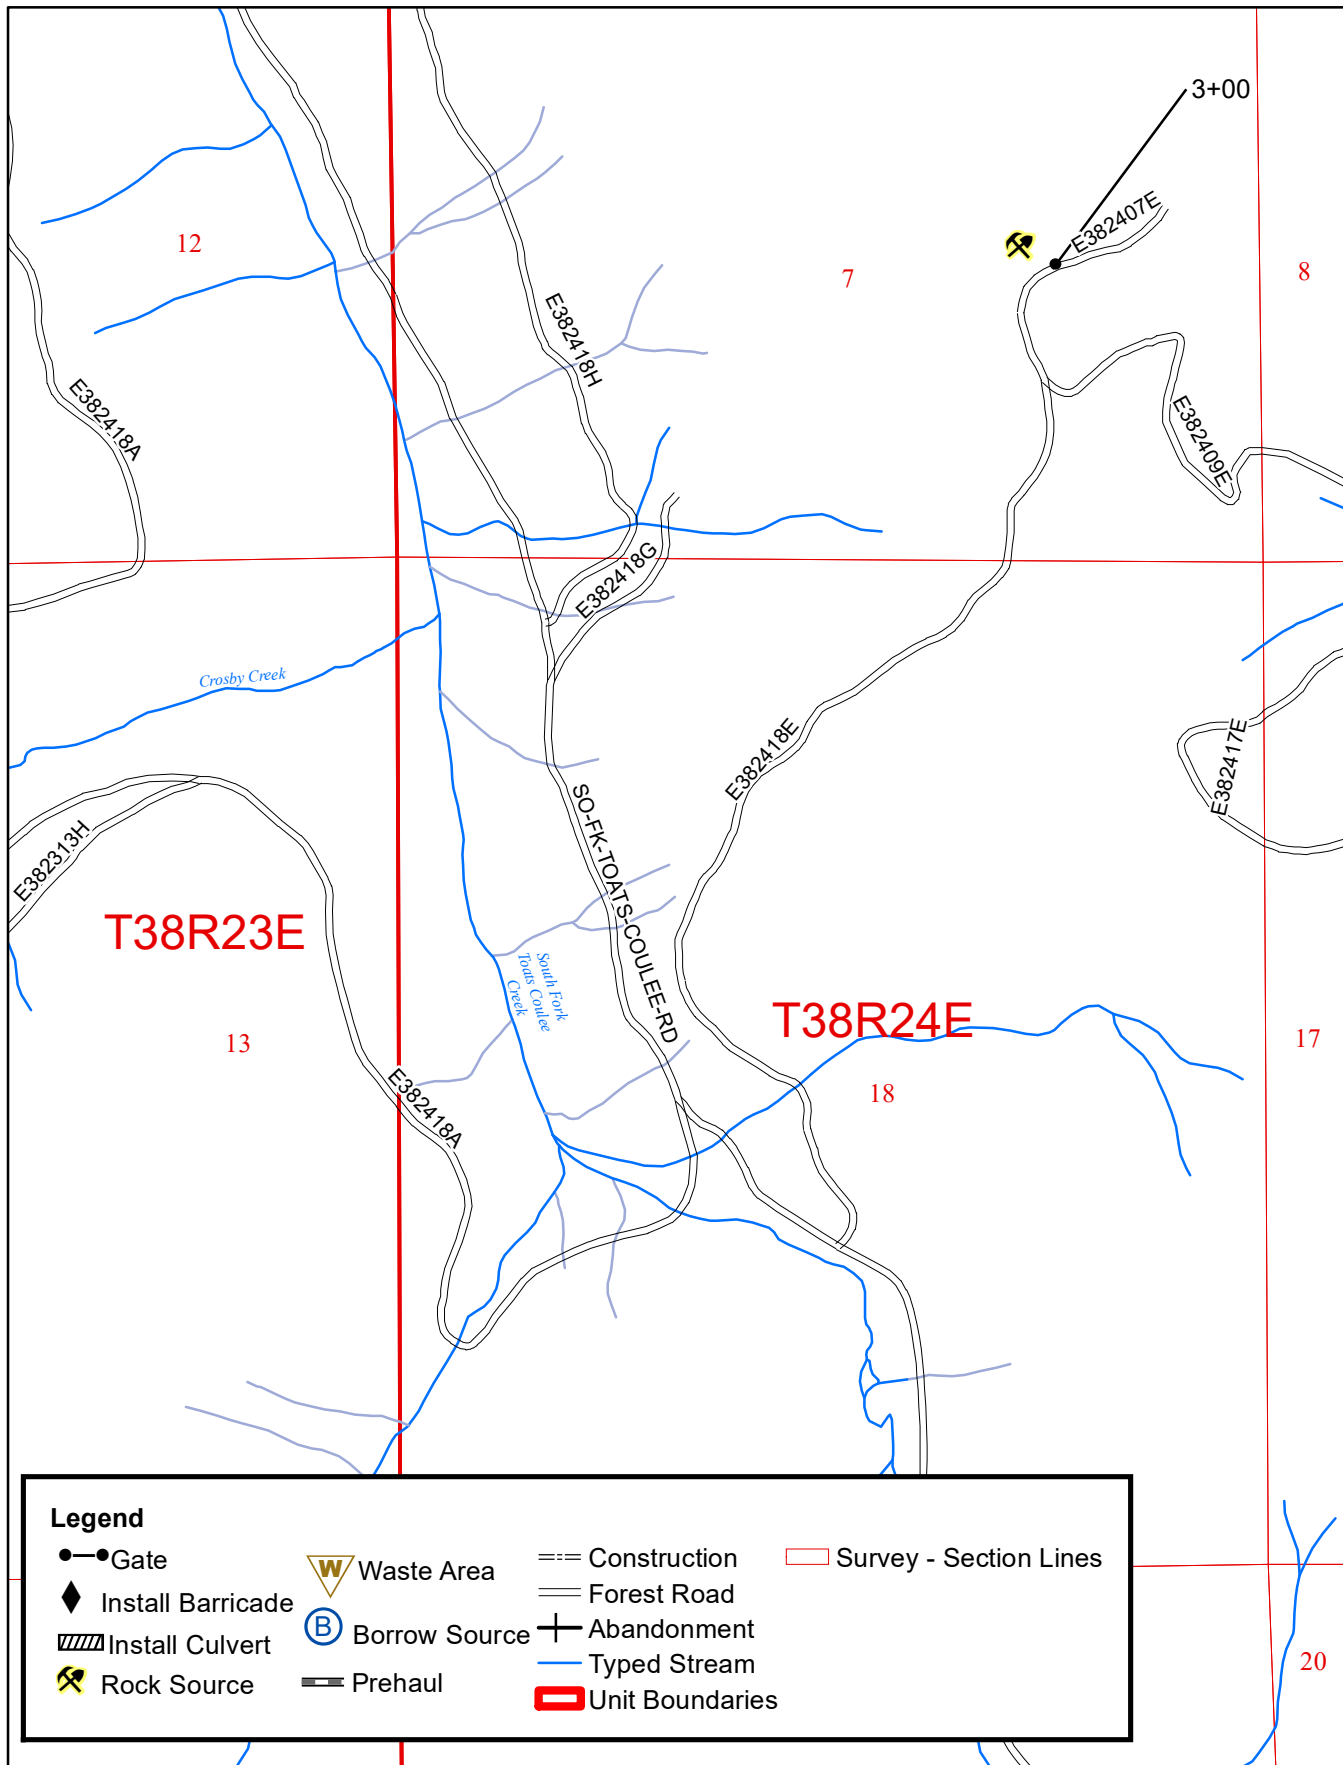 3+00
E382407E
12
7
8
E382418H
E382418A
E382409E
E382418G
Crosby Creek
E382418E
E382417E
SO-FK-TOATS-COULEE-RD
E382313H
T38R23E
South Fork
Toats Coulee
Creek
T38R24E
13
17
18
E382418A
Legend
Gate
Install Barricade
Install Culvert
Rock Source
W Waste Area
B Borrow Source
Prehaul
Construction
Forest Road
Abandonment
Typed Stream
Unit Boundaries
Survey - Section Lines
20